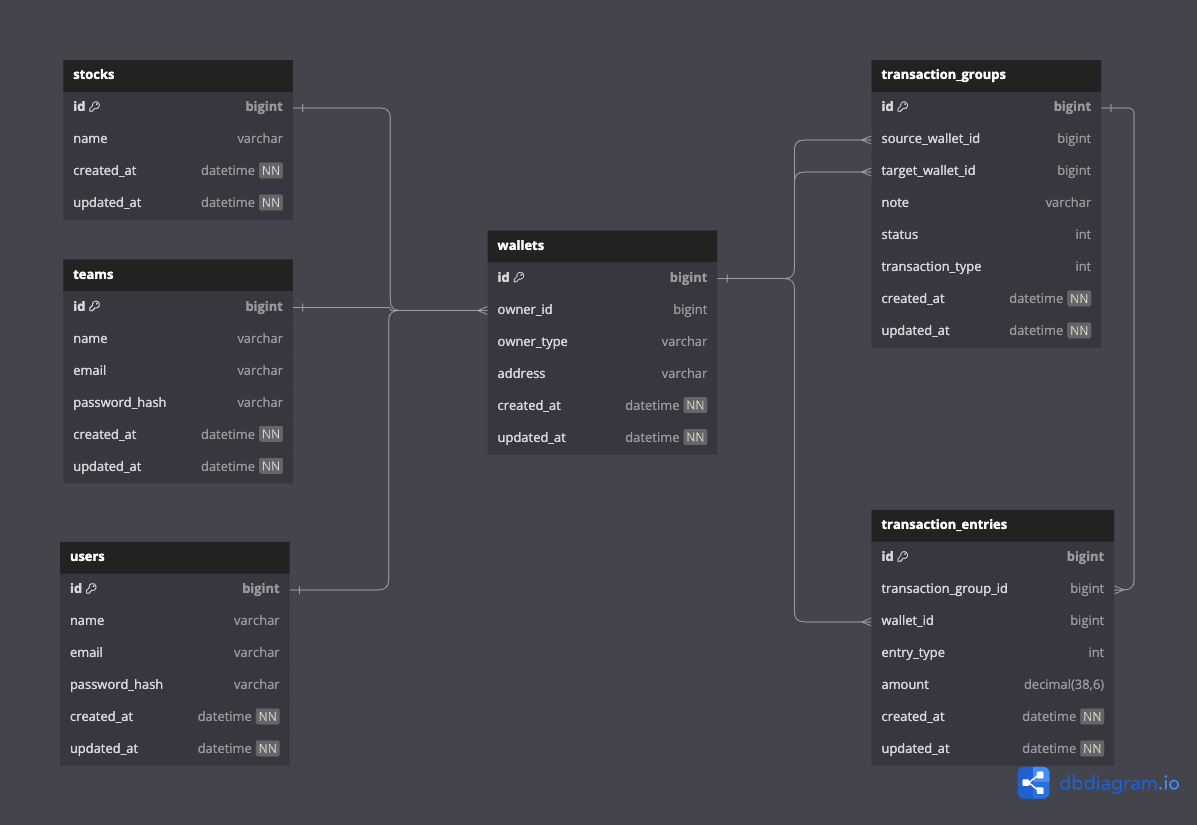 stocks
id bigint
name varchar
created_at datetime NN
updated_at datetime NN
teams
id bigint
name varchar
email varchar
password_hash varchar
created_at datetime NN
updated_at datetime NN
users
id bigint
name varchar
email varchar
password_hash varchar
created_at datetime NN
updated_at datetime NN
wallets
id bigint
owner_id bigint
owner_type varchar
address varchar
created_at datetime NN
updated_at datetime NN
transaction_groups
id bigint
source_wallet_id bigint
target_wallet_id bigint
note varchar
status int
transaction_type int
created_at datetime NN
updated_at datetime NN
transaction_entries
id bigint
transaction_group_id bigint
wallet_id bigint
entry_type int
amount decimal(38,6)
created_at datetime NN
updated_at datetime NN
dbdiagram.io